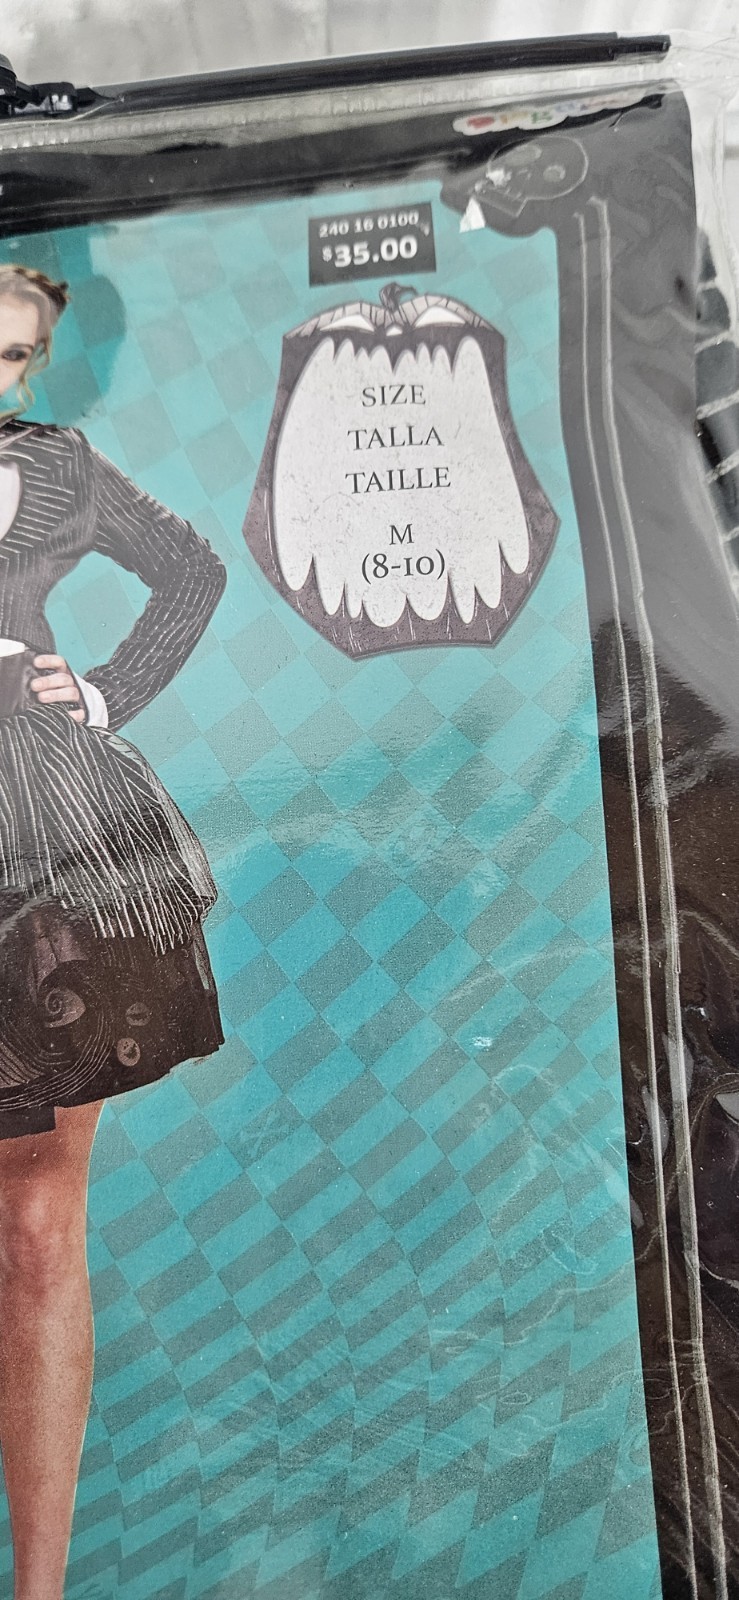 240 16 0100
$35.00
SIZE
TALLA
TAILLE
M
(8-10)